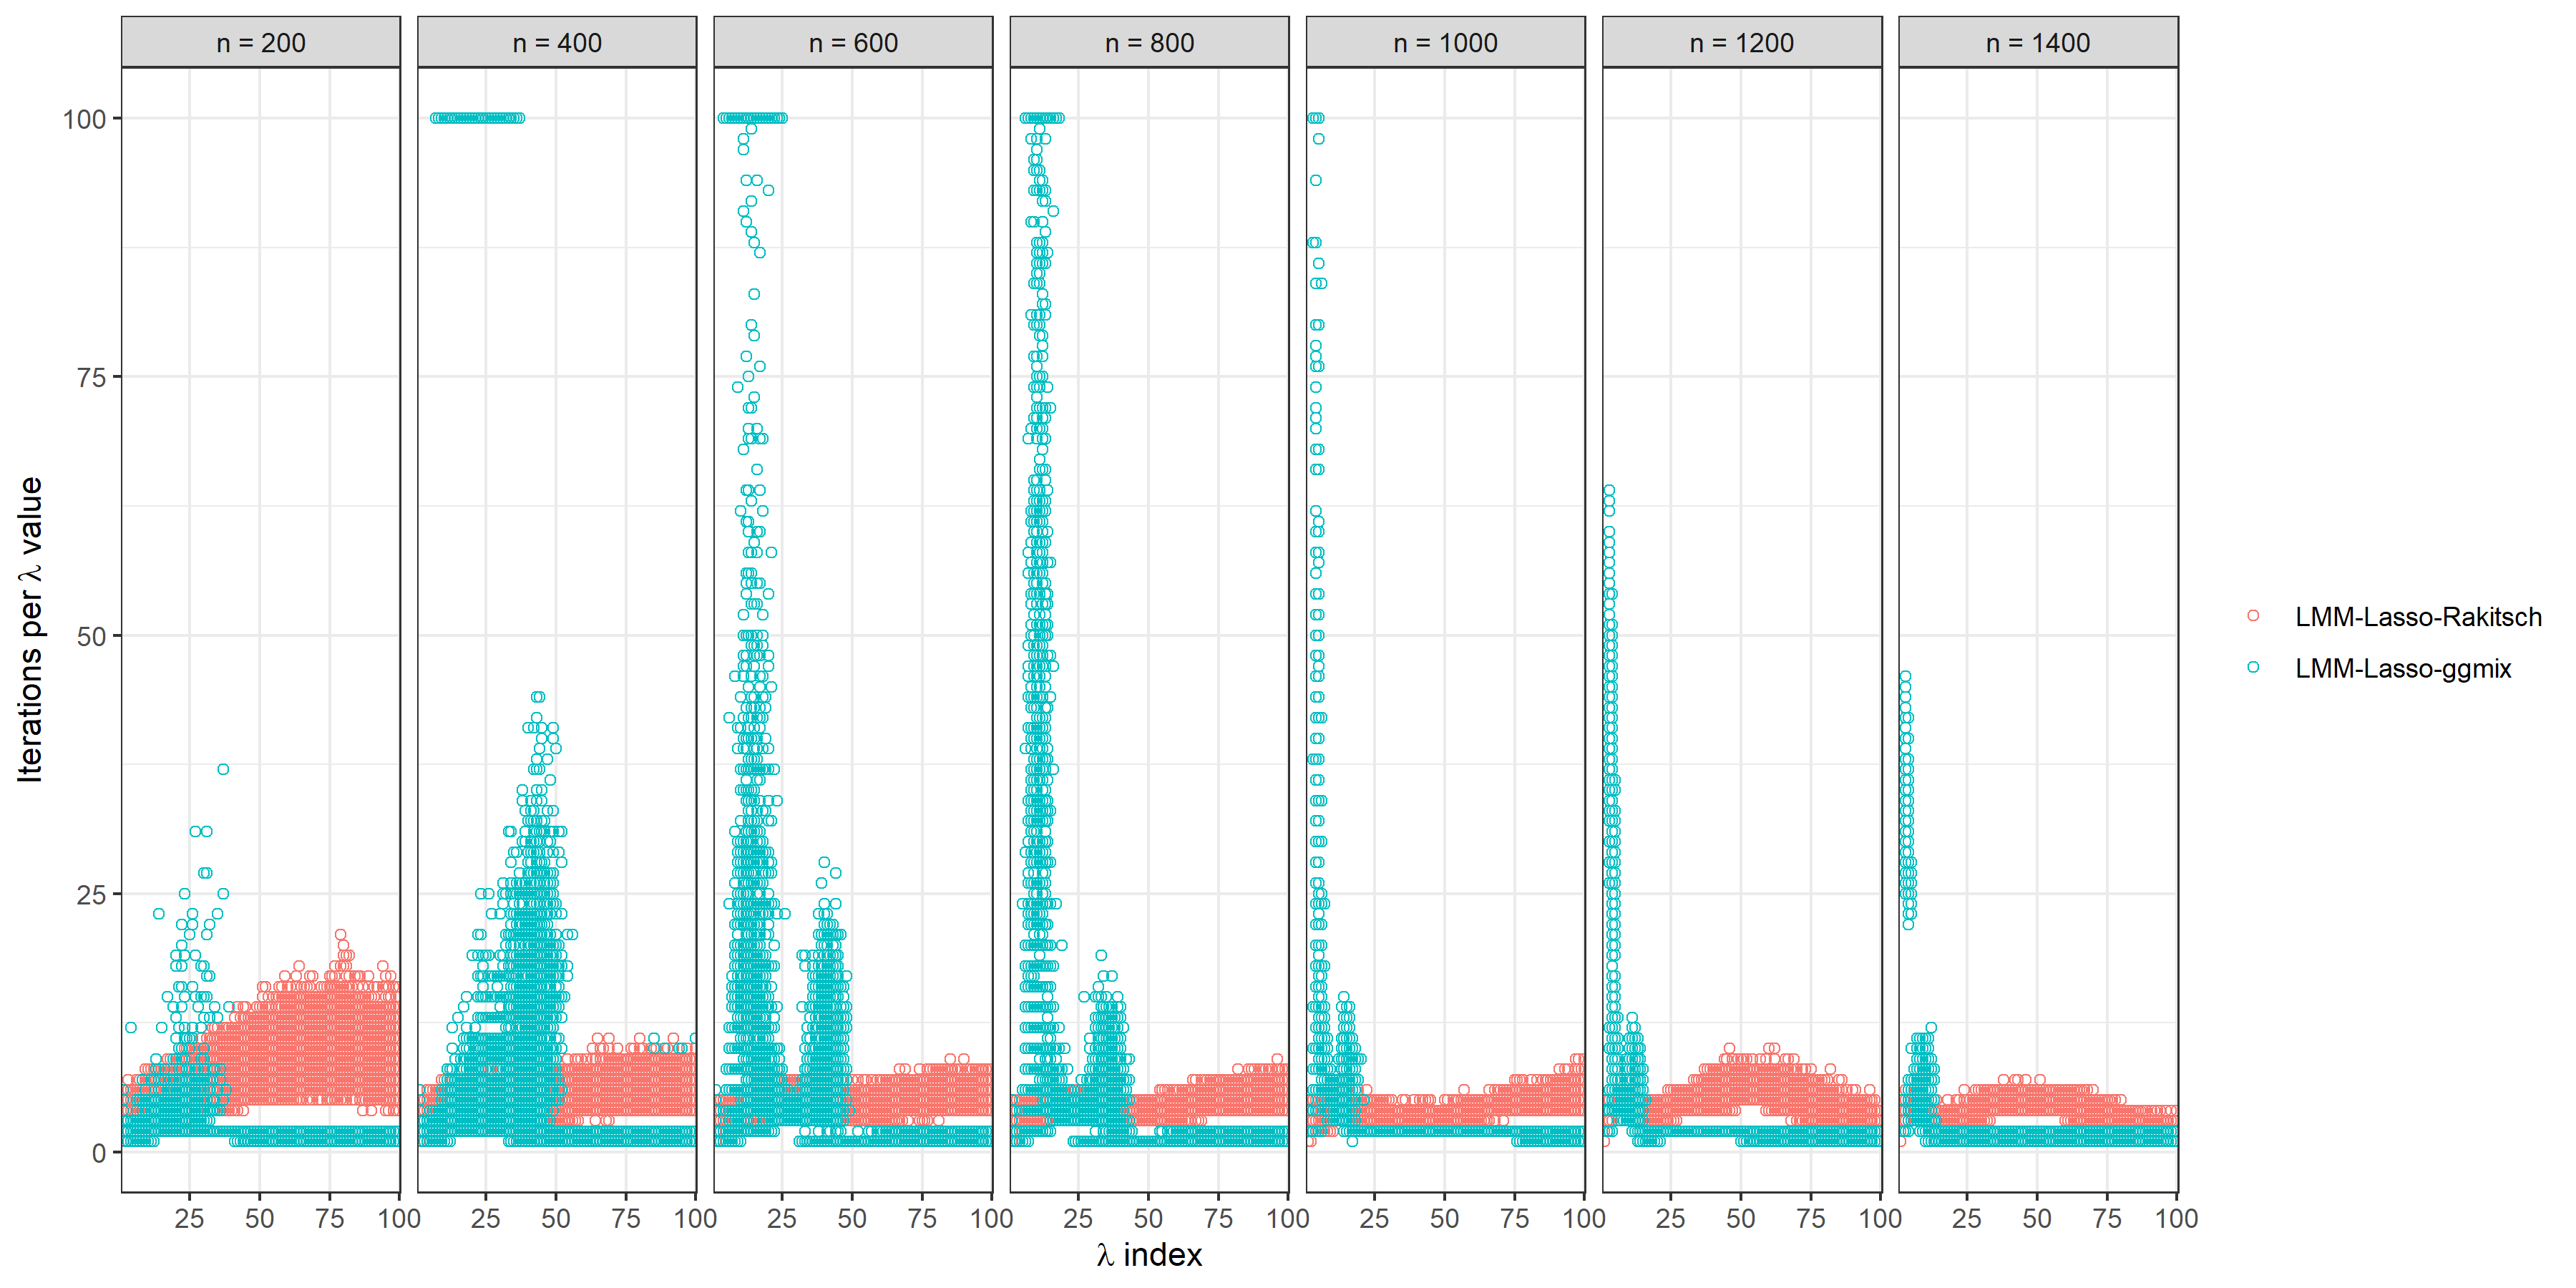 n = 200 n = 400 n = 600 n = 800 n = 1000 n = 1200 n = 1400
100
75
50
25
0
Iterations per λ value
25 50 75 100 25 50 75 100 25 50 75 100 25 50 75 100 25 50 75 100 25 50 75 100 25 50 75 100
λ index
LMM-Lasso-Rakitsch
LMM-Lasso-ggmix